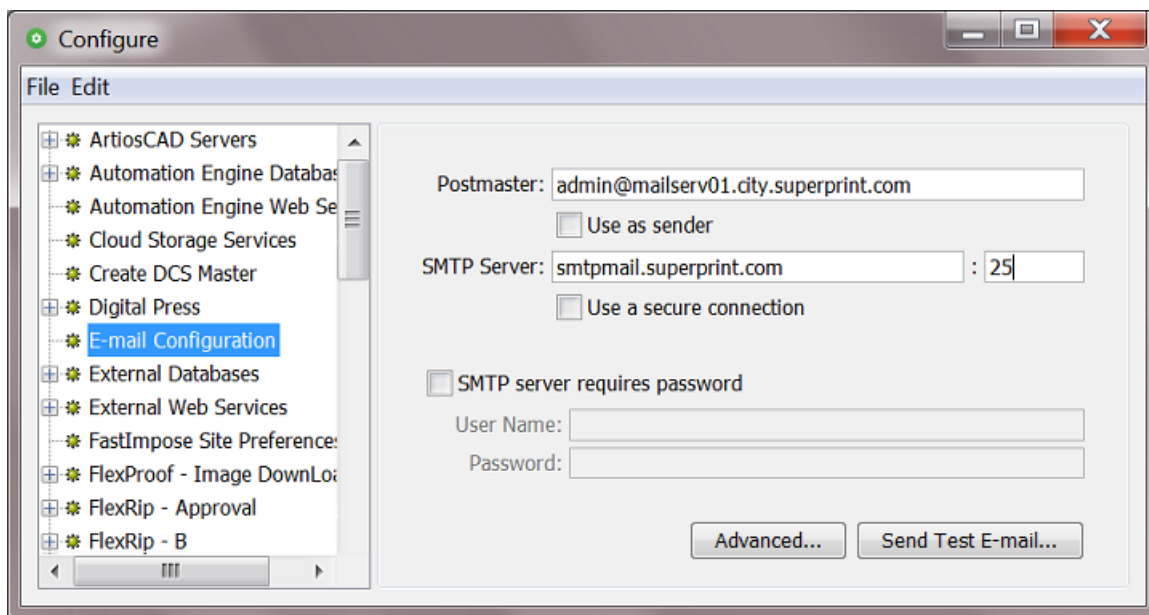 Configure
File Edit
ArtiosCAD Servers
Automation Engine Databas
Automation Engine Web Se
Cloud Storage Services
Create DCS Master
Digital Press
E-mail Configuration
External Databases
External Web Services
FastImpose Site Preferences
FlexProof - Image DownLoa
FlexRip - Approval
FlexRip - B
Postmaster: admin@mailserv01.city.superprint.com
Use as sender
SMTP Server: smtpmail.superprint.com : 25
Use a secure connection
SMTP server requires password
User Name:
Password:
Advanced... Send Test E-mail...